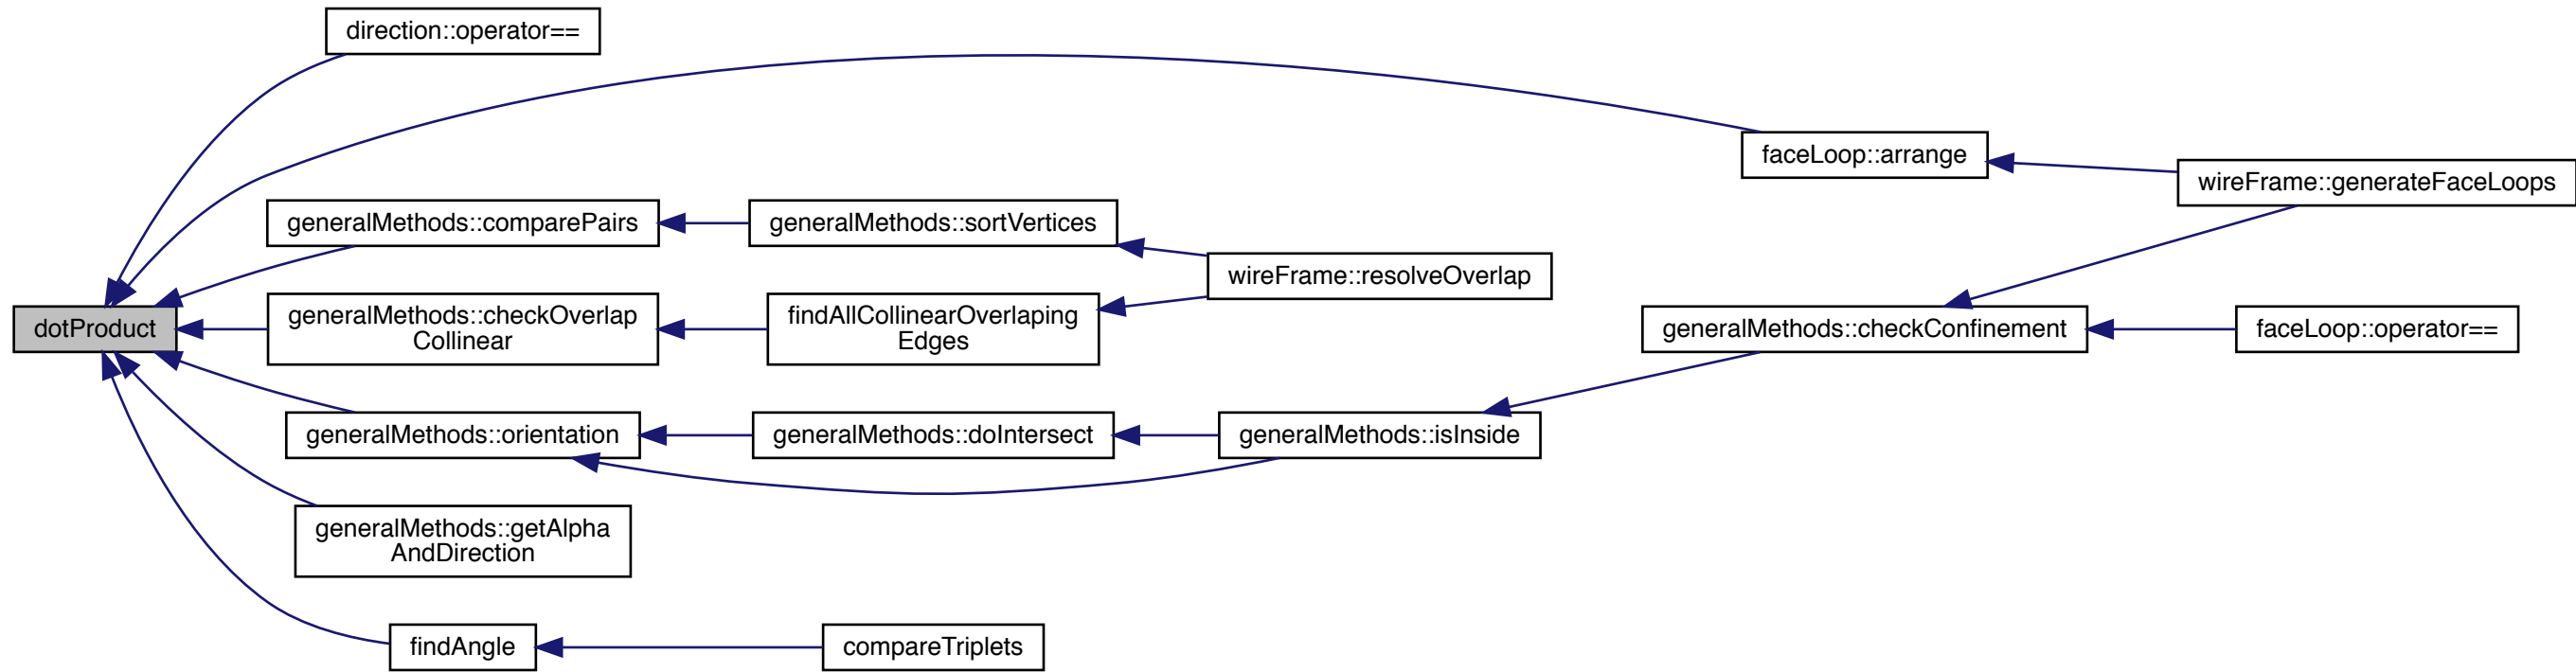 direction::operator==
faceLoop::arrange
wireFrame::generateFaceLoops
generalMethods::comparePairs
generalMethods::sortVertices
wireFrame::resolveOverlap
dotProduct
generalMethods::checkOverlap
Collinear
findAllCollinearOverlaping
Edges
generalMethods::checkConfinement
faceLoop::operator==
generalMethods::orientation
generalMethods::doIntersect
generalMethods::isInside
generalMethods::getAlpha
AndDirection
findAngle
compareTriplets